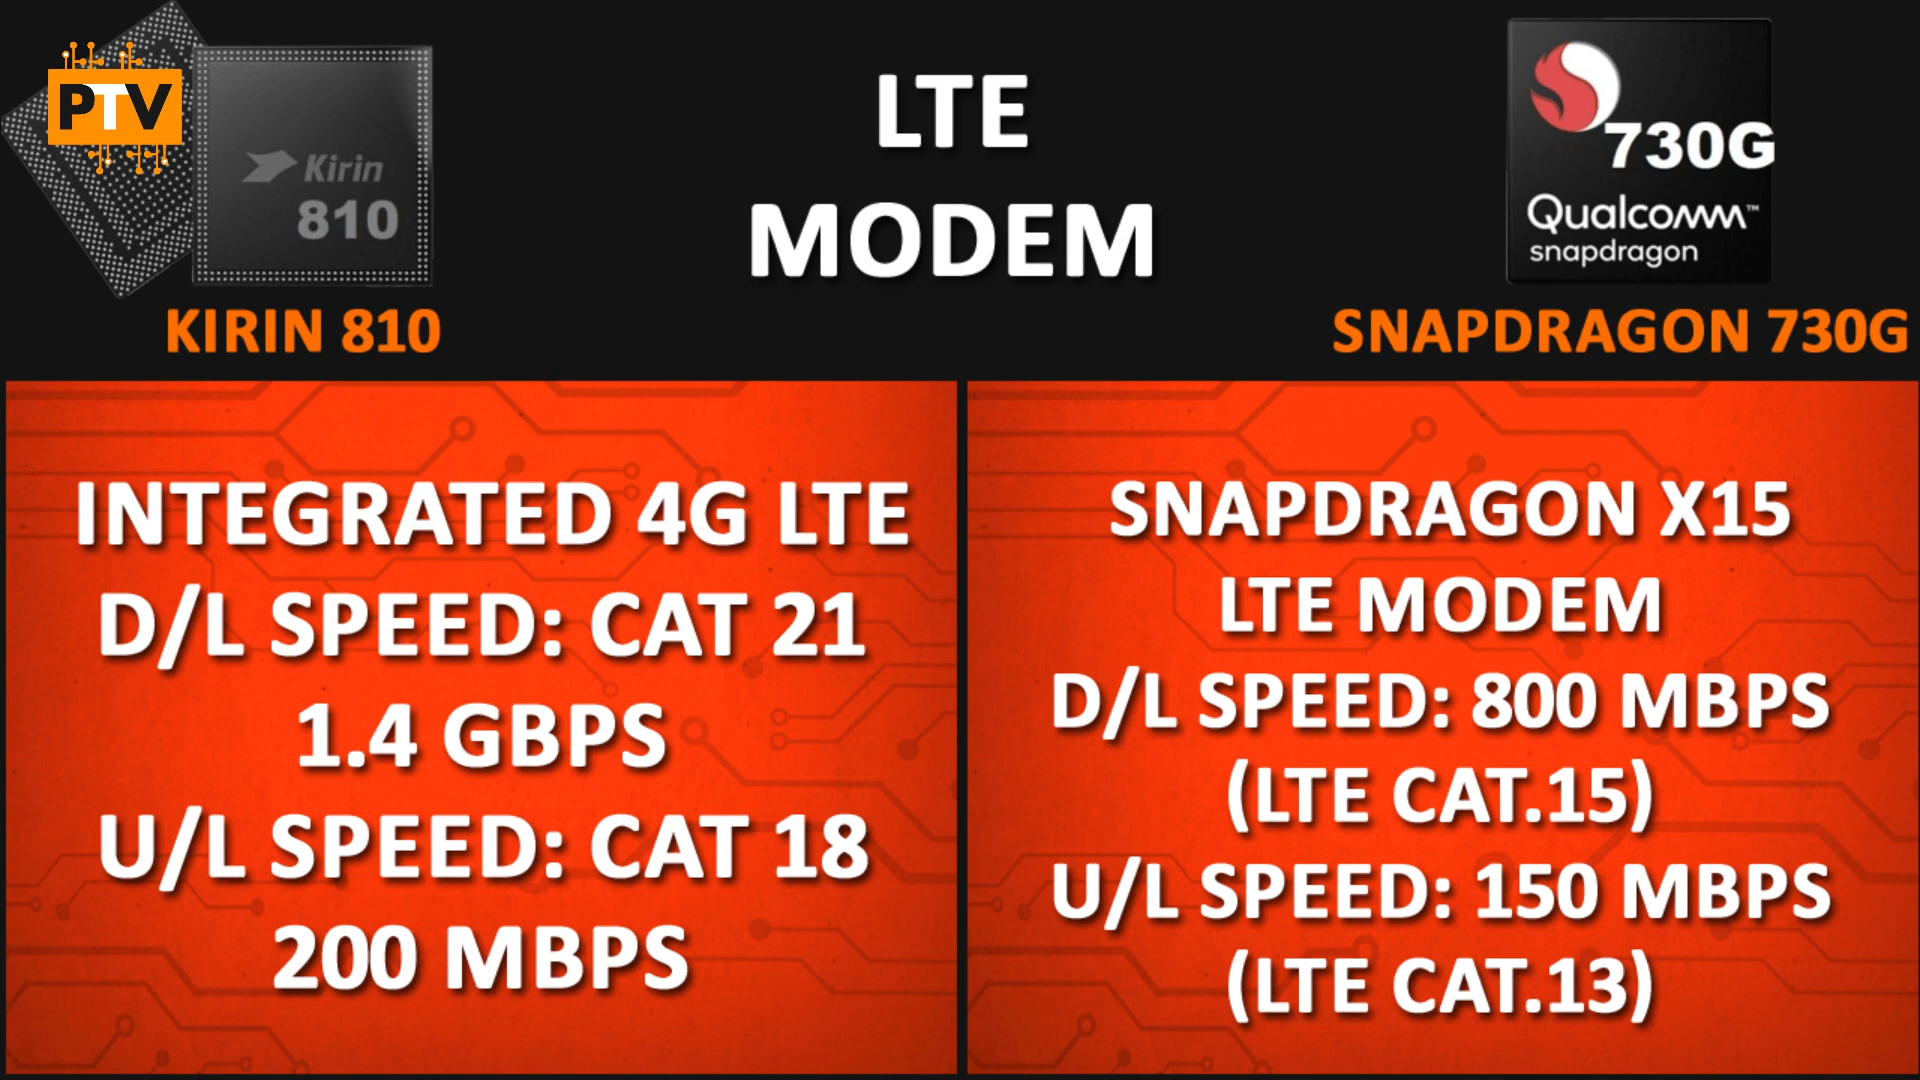 PTV
Kirin
810
KIRIN 810
LTE
MODEM
730G
Qualcomm™
snapdragon
SNAPDRAGON 730G
INTEGRATED 4G LTE
D/L SPEED: CAT 21
1.4 GBPS
U/L SPEED: CAT 18
200 MBPS
SNAPDRAGON X15
LTE MODEM
D/L SPEED: 800 MBPS
(LTE CAT.15)
U/L SPEED: 150 MBPS
(LTE CAT.13)